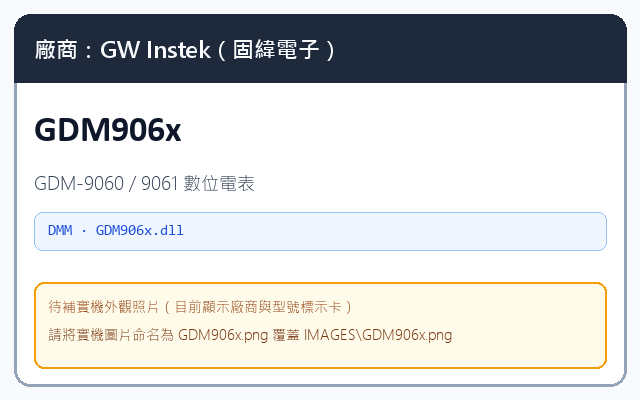 廠商：GW Instek（固緯電子）
GDM906x
GDM-9060 / 9061 數位電表
DMM · GDM906x.dll
待補實機外觀照片（目前顯示廠商與型號標示卡）
請將實機圖片命名為 GDM906x.png 覆蓋 IMAGES\GDM906x.png